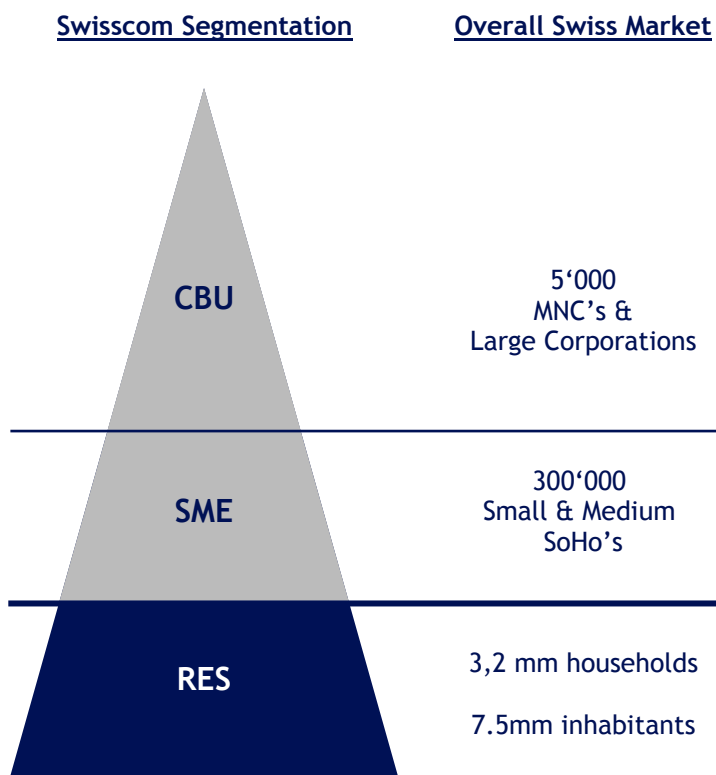 Swisscom Segmentation
Overall Swiss Market
CBU
5‘000
MNC’s &
Large Corporations
SME
300‘000
Small & Medium
SoHo’s
RES
3,2 mm households
7.5mm inhabitants